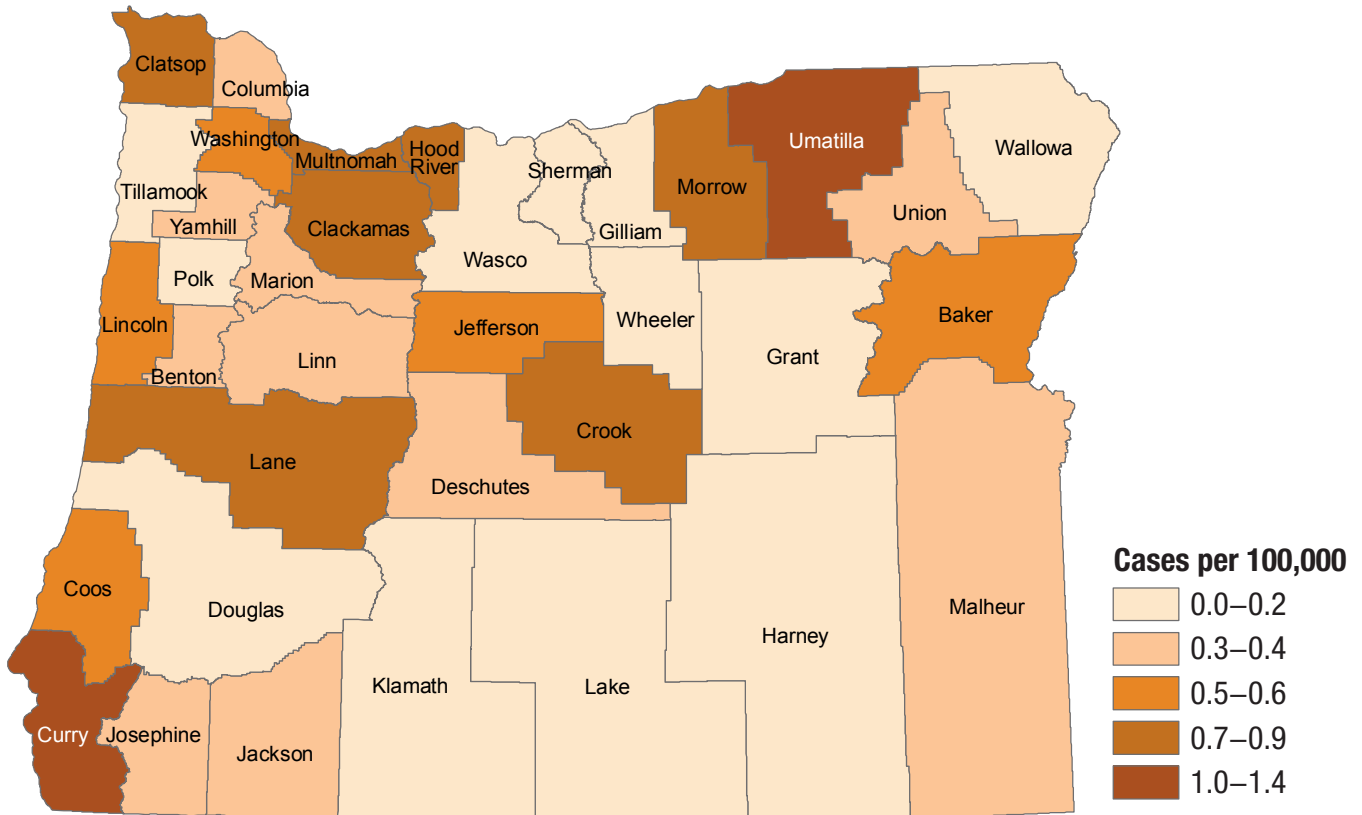 Clatsop
Columbia
Washington
Multnomah
Hood
River
Tillamook
Yamhill
Clackamas
Sherman
Gilliam
Morrow
Umatilla
Union
Wallowa
Wasco
Polk
Marion
Lincoln
Benton
Linn
Jefferson
Wheeler
Grant
Baker
Lane
Crook
Deschutes
Coos
Douglas
Klamath
Lake
Harney
Malheur
Curry
Josephine
Jackson
Cases per 100,000
0.0–0.2
0.3–0.4
0.5–0.6
0.7–0.9
1.0–1.4